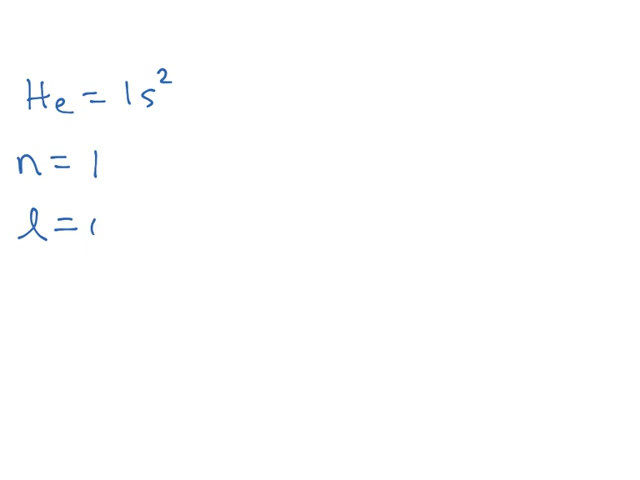 He = 1s²
n = 1
l =